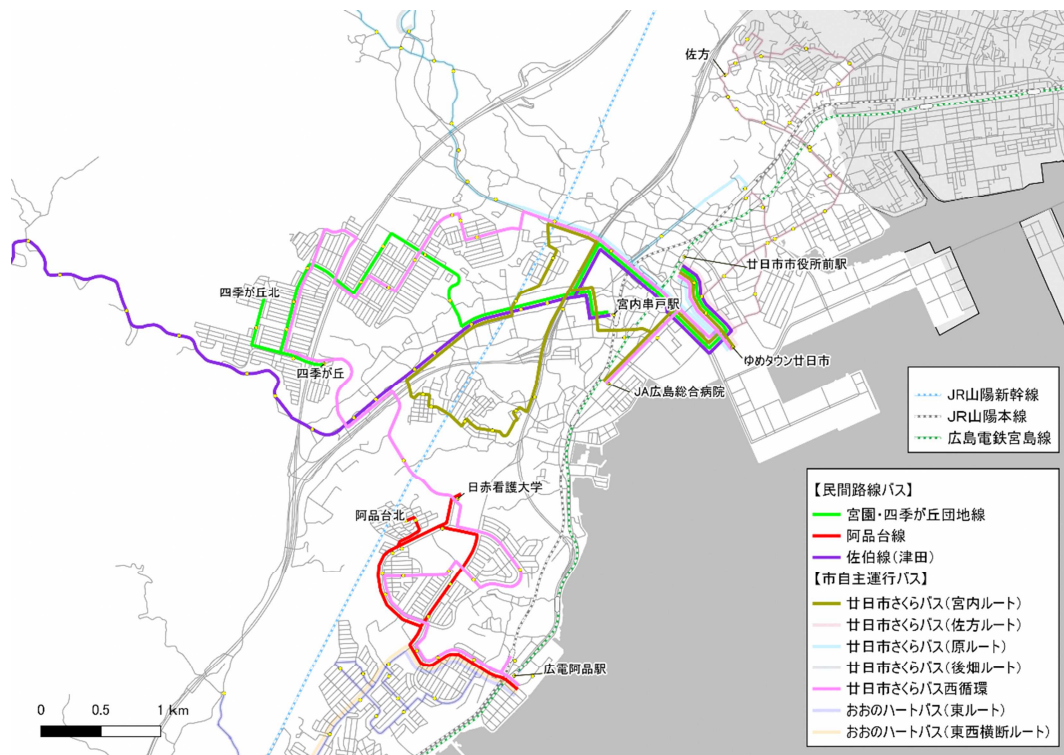 佐方
廿日市市役所前駅
四季が丘北
宮内串戸駅
ゆめタウン廿日市
四季が丘
JA広島総合病院
日赤看護大学
阿品台北
広電阿品駅
JR山陽新幹線
JR山陽本線
広島電鉄宮島線
【民間路線バス】
宮園・四季が丘団地線
阿品台線
佐伯線(津田)
【市自主運行バス】
廿日市さくらバス(宮内ルート)
廿日市さくらバス(佐方ルート)
廿日市さくらバス(原ルート)
廿日市さくらバス(後畑ルート)
廿日市さくらバス西循環
おおのハートバス(東ルート)
おおのハートバス(東西横断ルート)
0 0.5 1 km